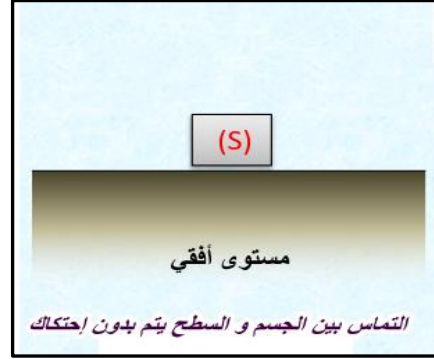 (S)
مستوى أفقي
التماس بين الجسم و السطح يتم بدون إحتكاك